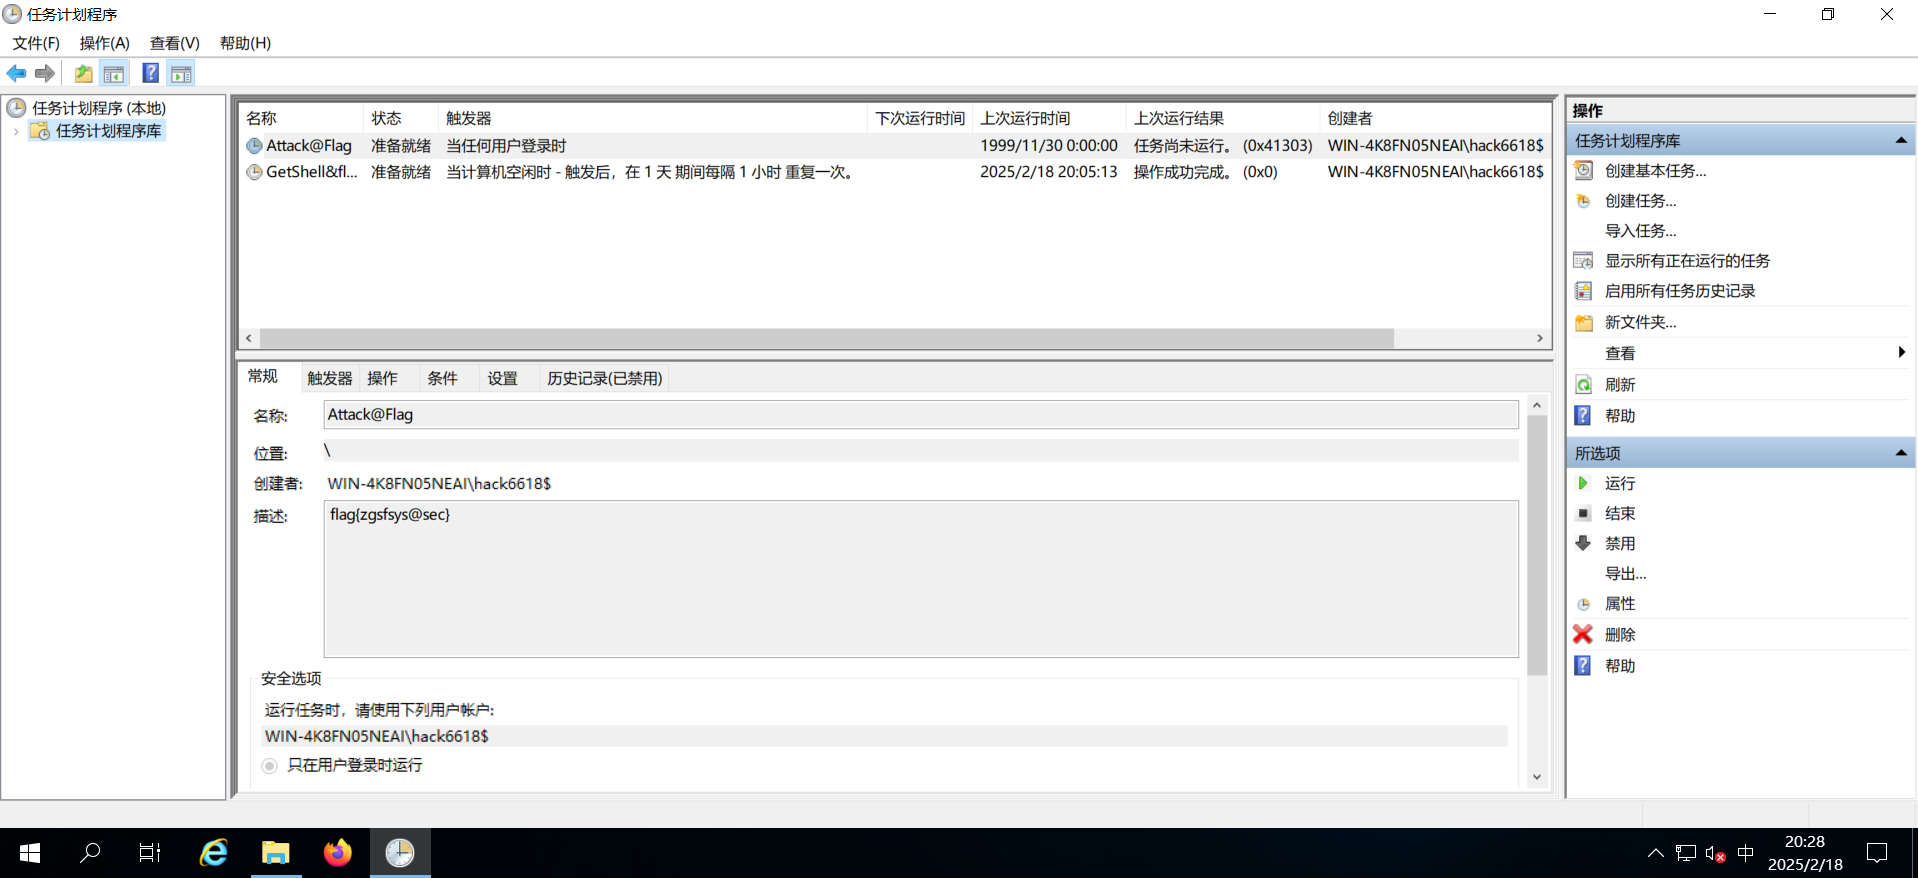 任务计划程序
文件(F) 操作(A) 查看(V) 帮助(H)
任务计划程序 (本地)
任务计划程序库
名称 状态 触发器 下次运行时间 上次运行时间 上次运行结果 创建者
Attack@Flag 准备就绪 当任何用户登录时 1999/11/30 0:00:00 任务尚未运行。 (0x41303) WIN-4K8FN05NEAI\hack6618$
GetShell&fl... 准备就绪 当计算机空闲时 - 触发后，在 1 天 期间每隔 1 小时 重复一次。 2025/2/18 20:05:13 操作成功完成。 (0x0) WIN-4K8FN05NEAI\hack6618$
常规 触发器 操作 条件 设置 历史记录(已禁用)
名称: Attack@Flag
位置: \
创建者: WIN-4K8FN05NEAI\hack6618$
描述: flag{zgsfsys@sec}
安全选项
运行任务时，请使用下列用户帐户:
WIN-4K8FN05NEAI\hack6618$
只在用户登录时运行
操作
任务计划程序库
创建基本任务...
创建任务...
导入任务...
显示所有正在运行的任务
启用所有任务历史记录
新文件夹...
查看
刷新
帮助
所选项
运行
结束
禁用
导出...
属性
删除
帮助
中
20:28
2025/2/18